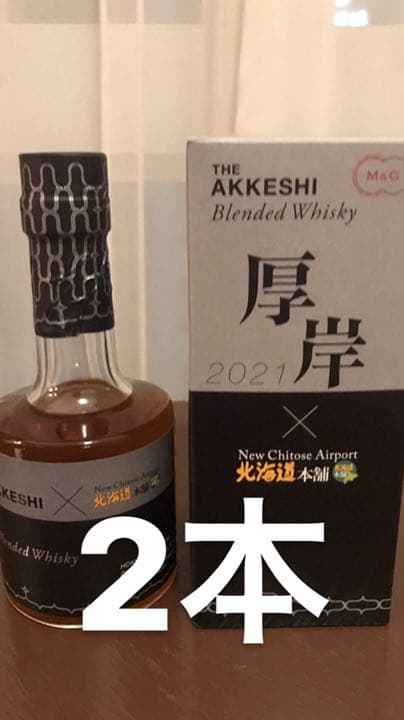 THE
AKKESHI
Blended Whisky
M&G
厚岸
2021
×
New Chitose Airport
北海道本舗
KKESHI × New Chitose Airport
北海道本舗
Blended Whisky
2本